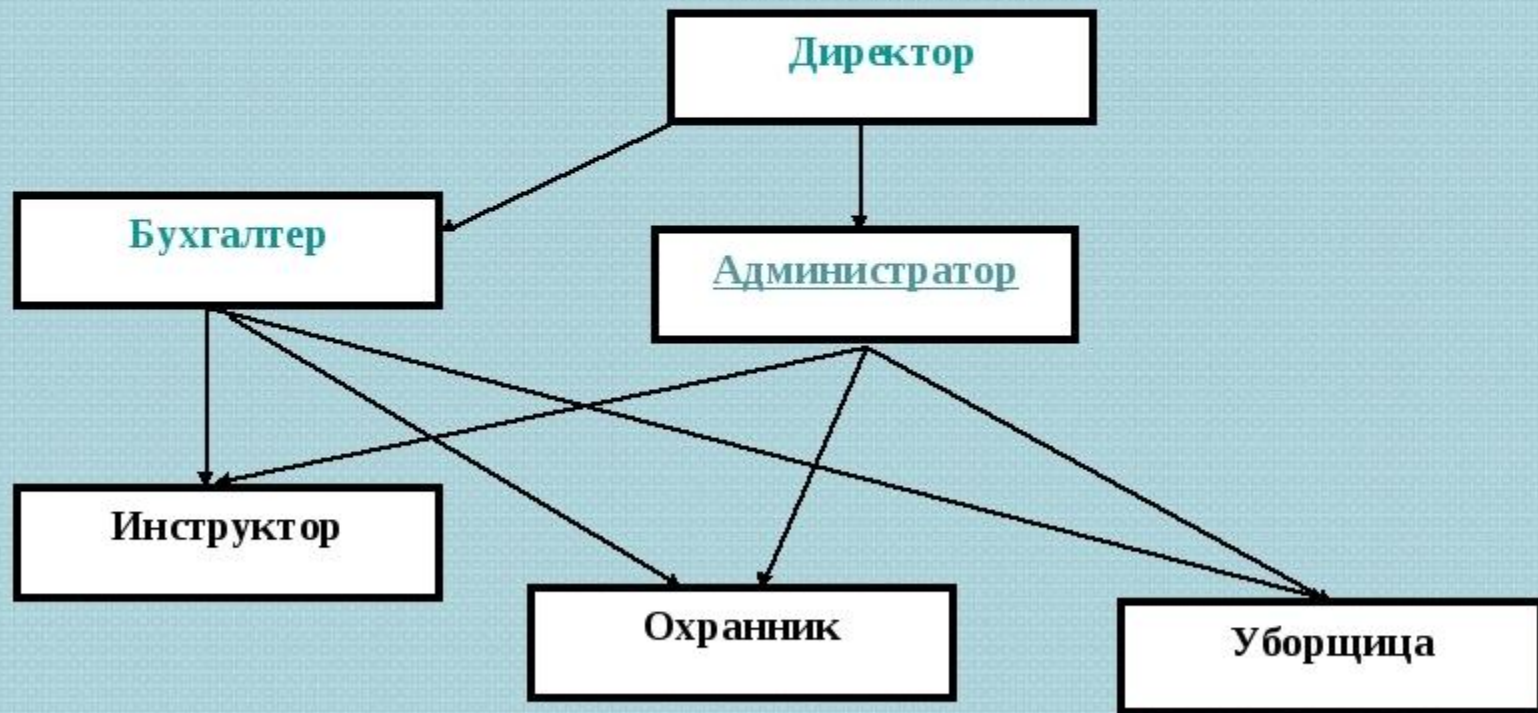 Директор
Бухгалтер
Администратор
Инструктор
Охранник
Уборщица